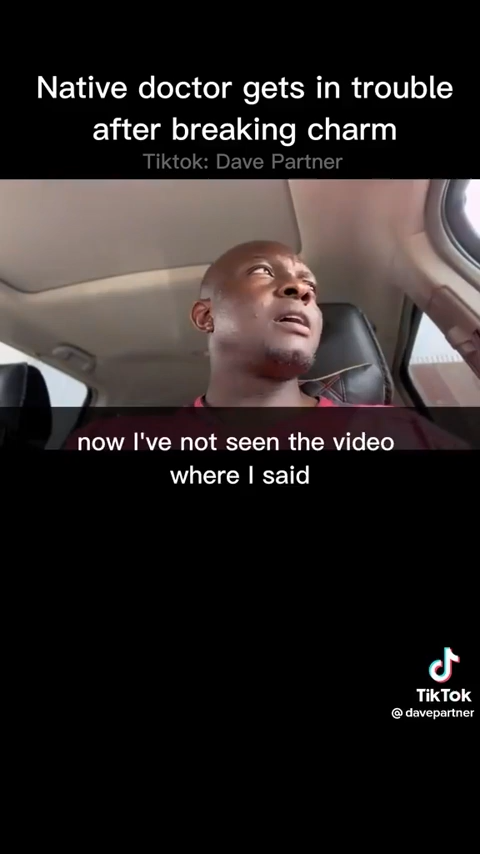 Native doctor gets in trouble
after breaking charm
Tiktok: Dave Partner
now I've not seen the video
where I said
TikTok
@ davepartner